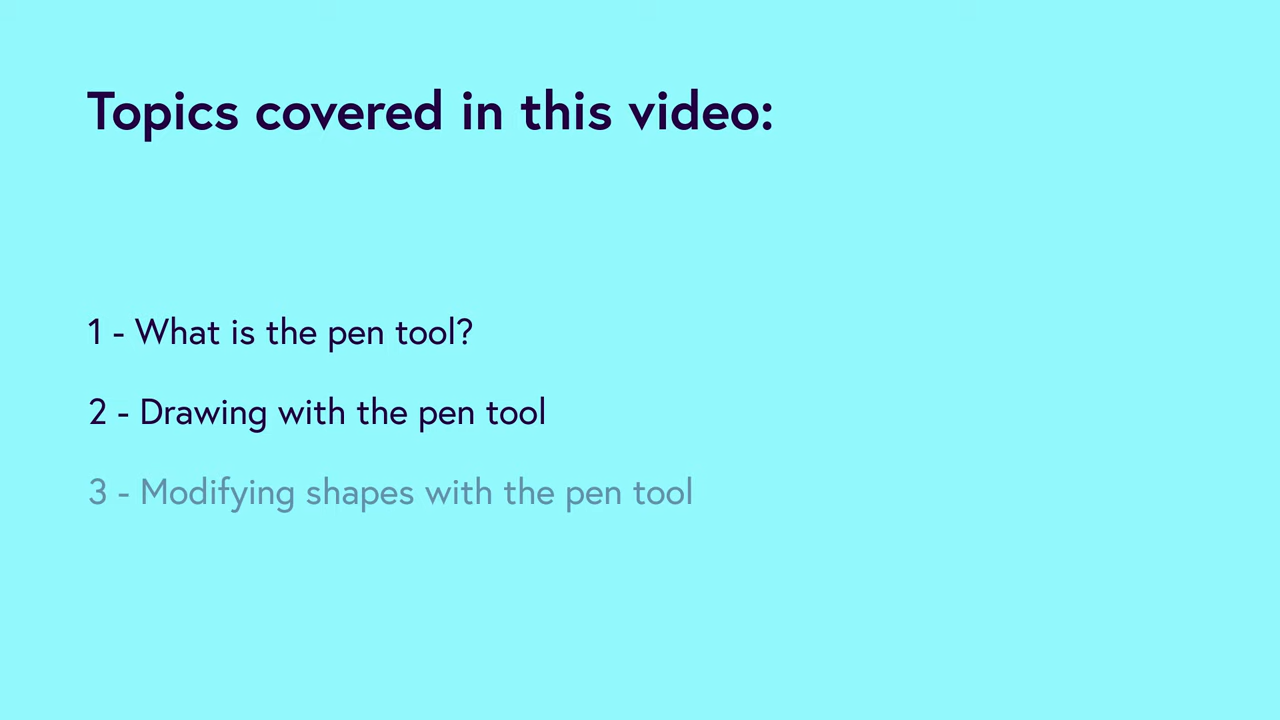 Topics covered in this video:
1 - What is the pen tool?
2 - Drawing with the pen tool
3 - Modifying shapes with the pen tool